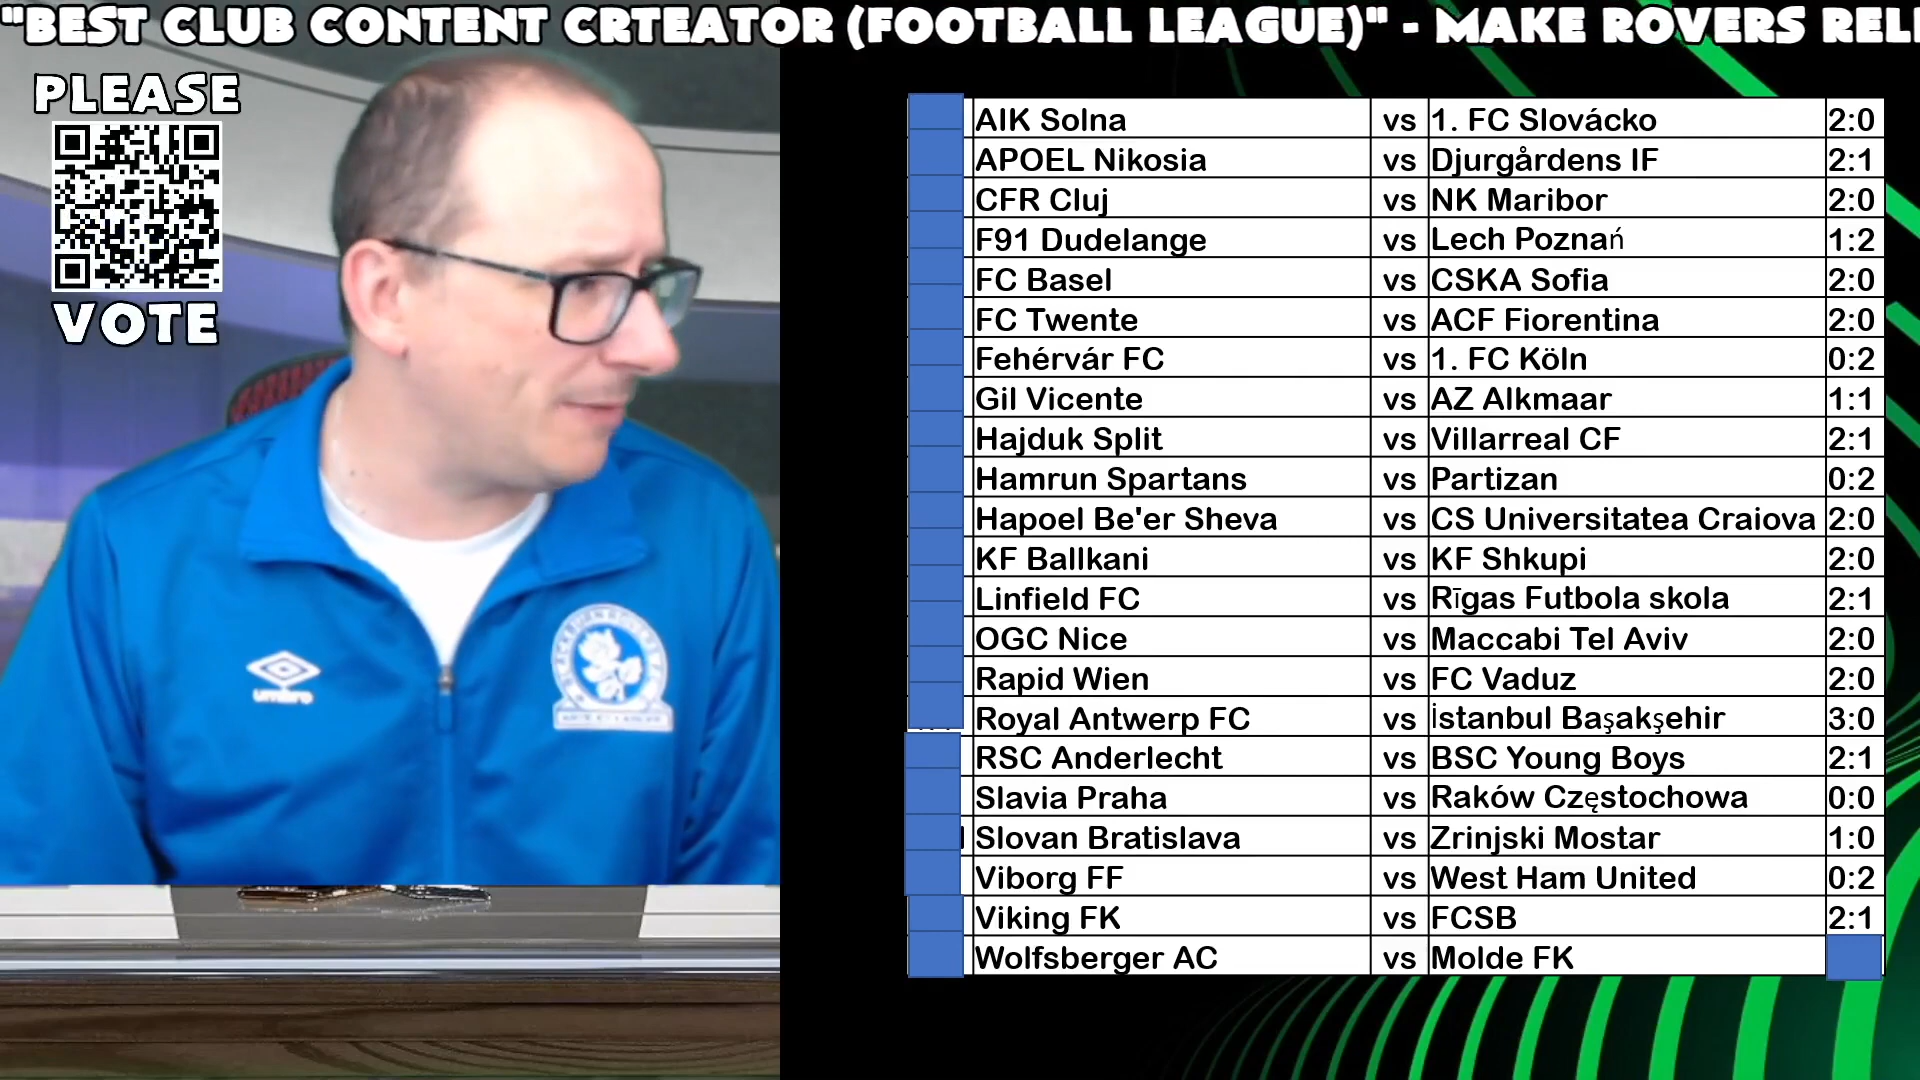 "BEST CLUB CONTENT CRTEATOR (FOOTBALL LEAGUE)" - MAKE ROVERS RELI
PLEASE
VOTE
umbro
AIK Solna vs 1. FC Slovácko 2:0
APOEL Nikosia vs Djurgårdens IF 2:1
CFR Cluj vs NK Maribor 2:0
F91 Dudelange vs Lech Poznań 1:2
FC Basel vs CSKA Sofia 2:0
FC Twente vs ACF Fiorentina 2:0
Fehérvár FC vs 1. FC Köln 0:2
Gil Vicente vs AZ Alkmaar 1:1
Hajduk Split vs Villarreal CF 2:1
Hamrun Spartans vs Partizan 0:2
Hapoel Be'er Sheva vs CS Universitatea Craiova 2:0
KF Ballkani vs KF Shkupi 2:0
Linfield FC vs Rīgas Futbola skola 2:1
OGC Nice vs Maccabi Tel Aviv 2:0
Rapid Wien vs FC Vaduz 2:0
Royal Antwerp FC vs İstanbul Başakşehir 3:0
RSC Anderlecht vs BSC Young Boys 2:1
Slavia Praha vs Raków Częstochowa 0:0
Slovan Bratislava vs Zrinjski Mostar 1:0
Viborg FF vs West Ham United 0:2
Viking FK vs FCSB 2:1
Wolfsberger AC vs Molde FK